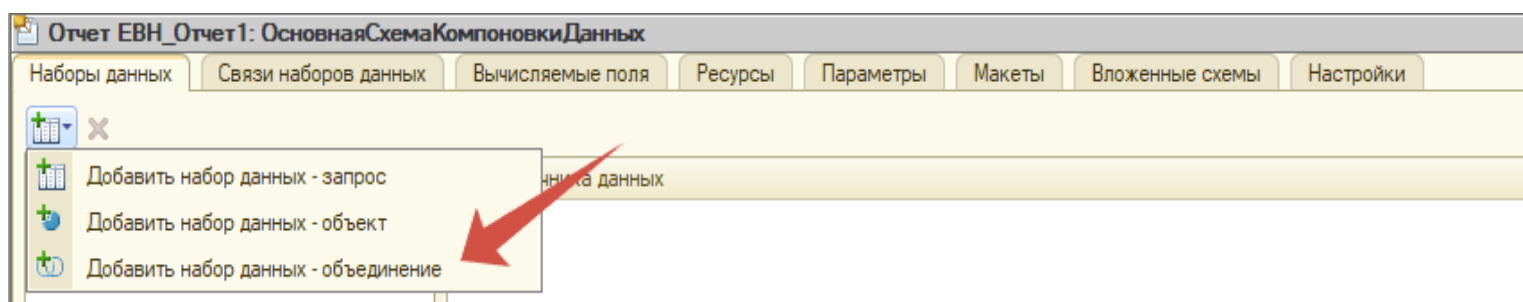 Отчет ЕВН_Отчет1: ОсновнаяСхемаКомпоновкиДанных
Наборы данных Связи наборов данных Вычисляемые поля Ресурсы Параметры Макеты Вложенные схемы Настройки
Добавить набор данных - запрос
данных
Добавить набор данных - объект
Добавить набор данных - объединение